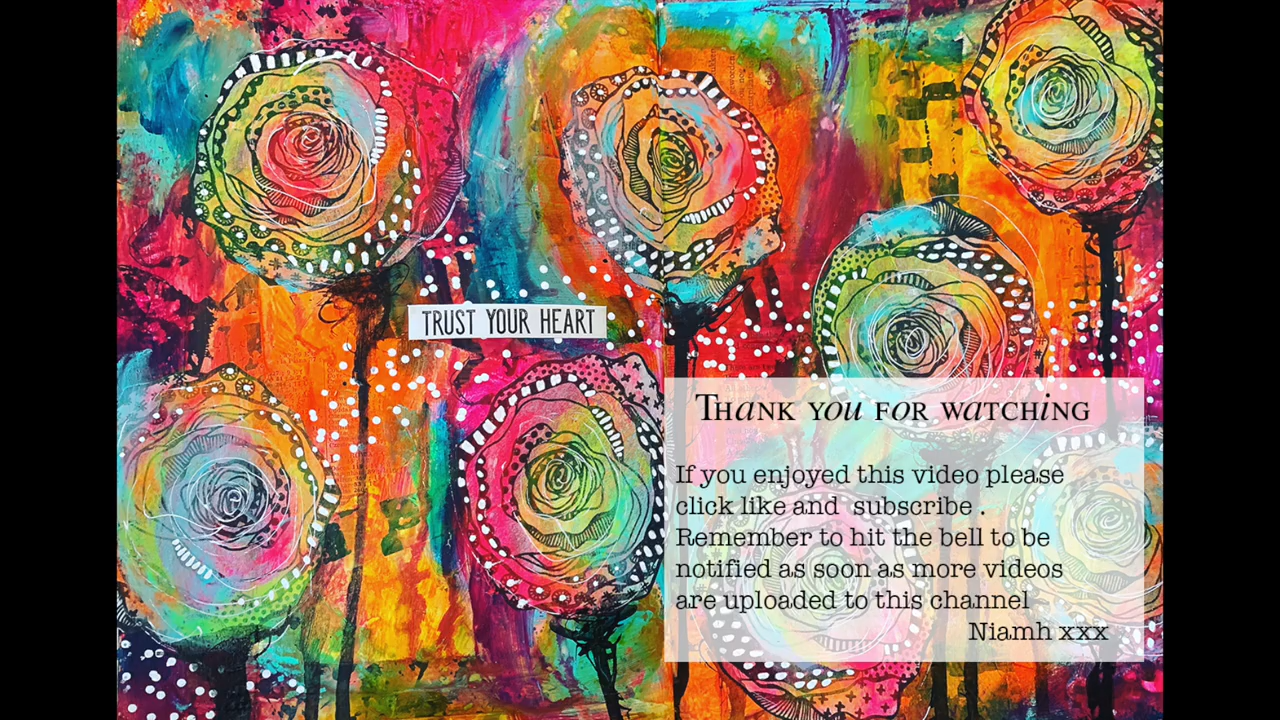 TRUST YOUR HEART
Thank you for watching
If you enjoyed this video please
click like and subscribe .
Remember to hit the bell to be
notified as soon as more videos
are uploaded to this channel
Niamh xxx